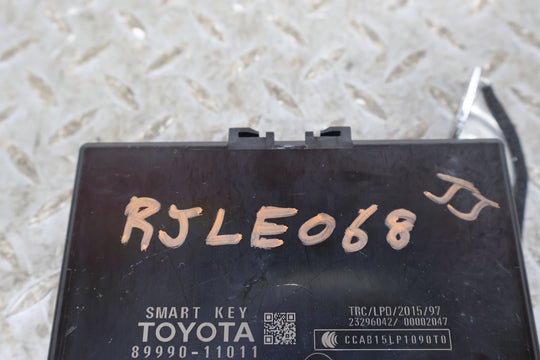 RJLE068 JJ
SMART KEY
TOYOTA
89990-11011
TRC/LPD/2015/97
23296042/ 00002047
CCAB15LP1090T0